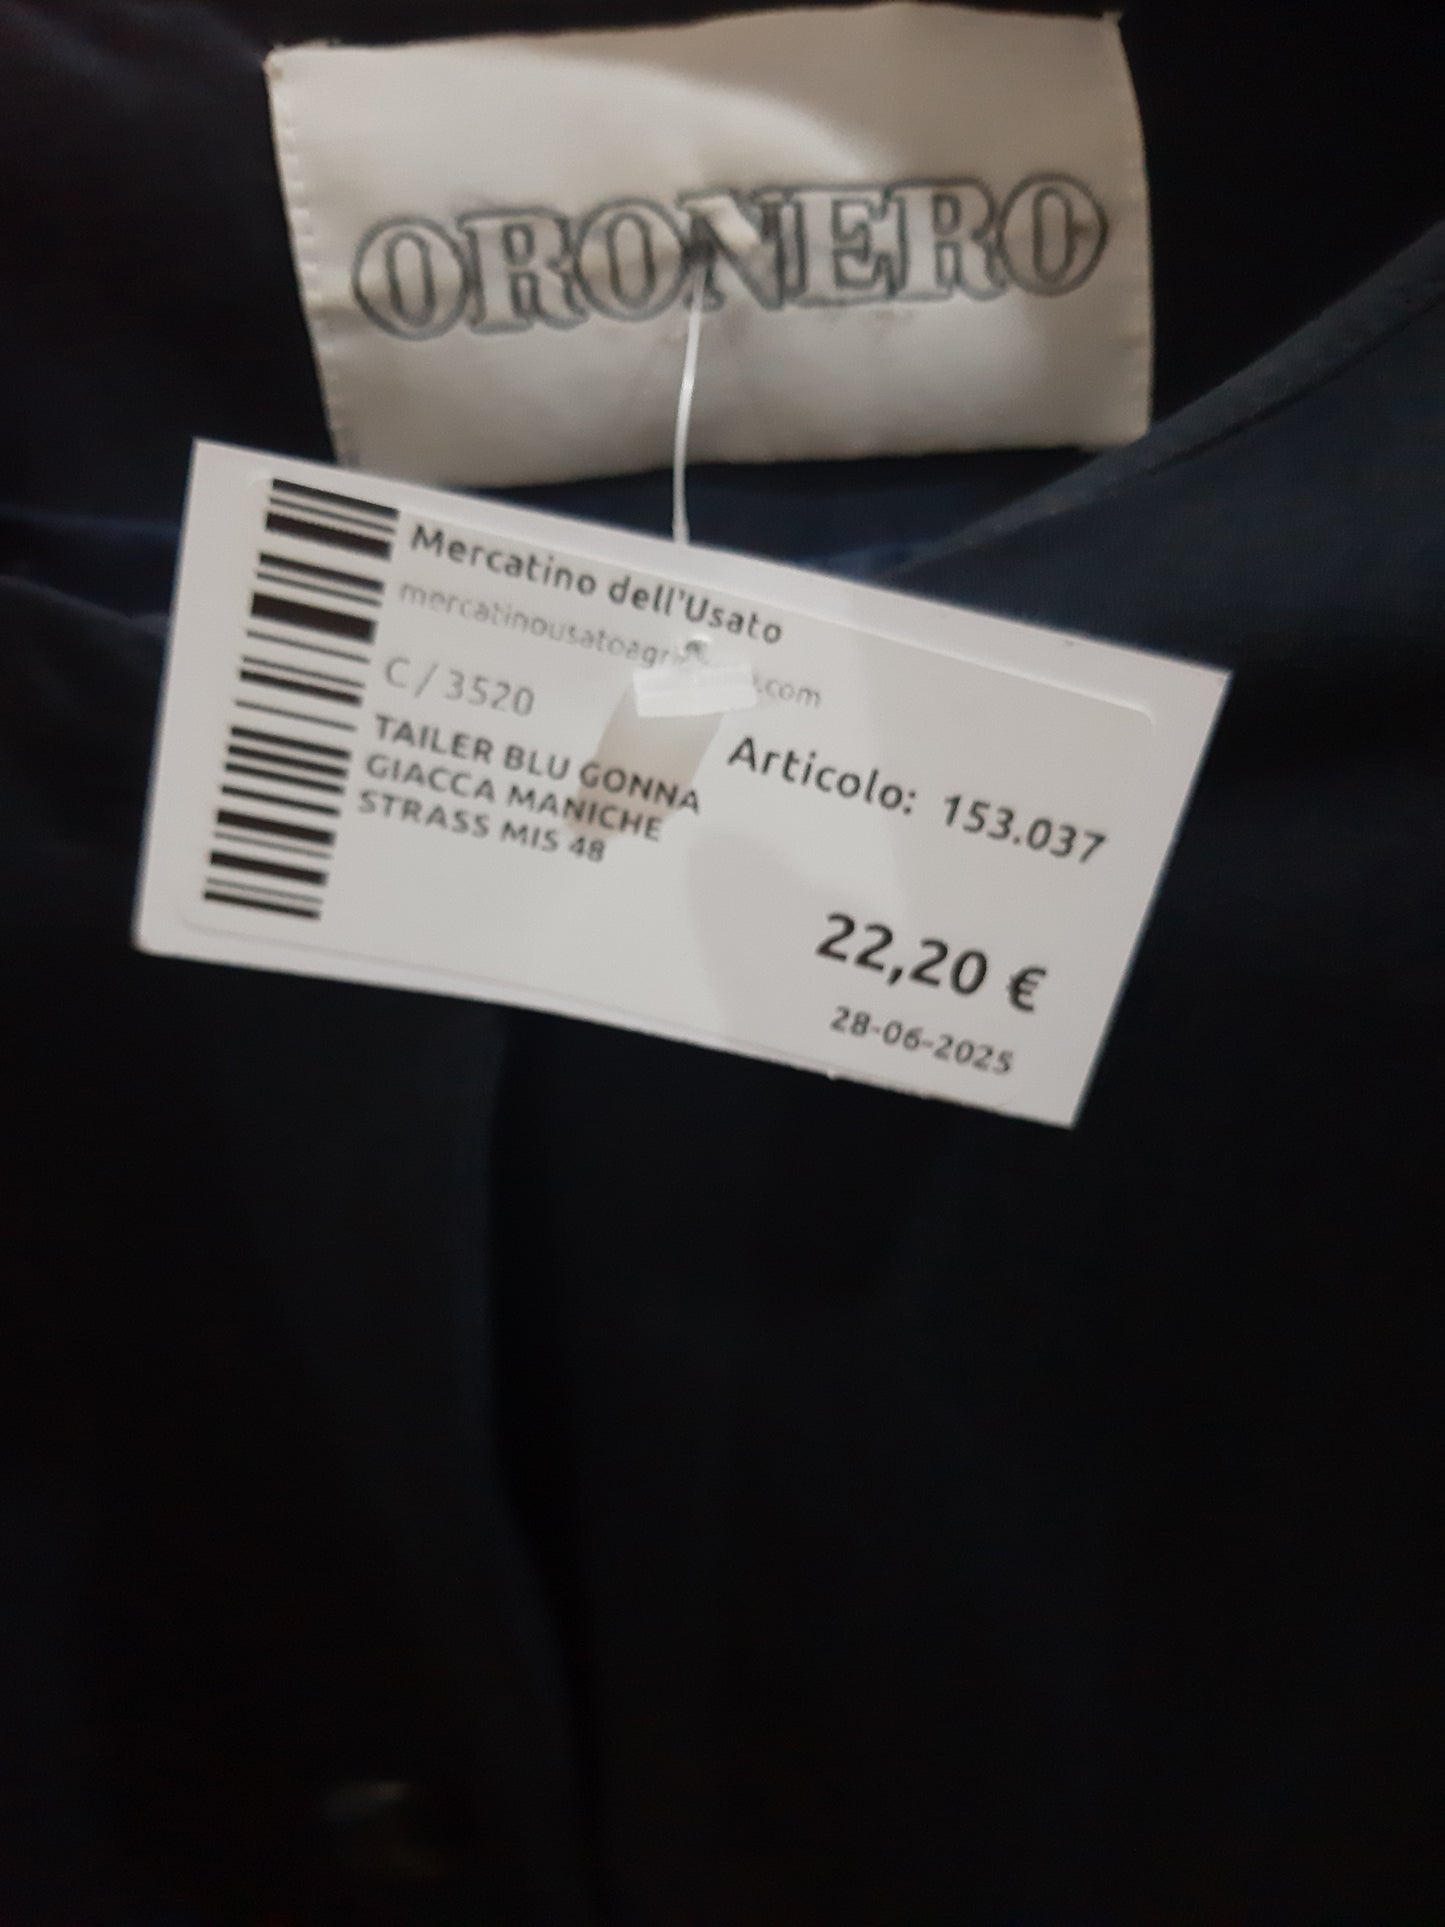 ORONERO
Mercatino dell'Usato
C / 3520
TAILER BLU GONNA
GIACCA MANICHE
STRASS MIS 48
Articolo: 153.037
22,20 €
28-06-2025